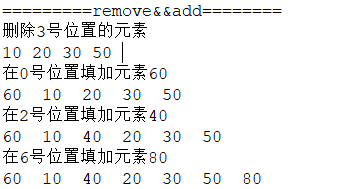 =========remove&&add========
删除3号位置的元素
10 20 30 50
在0号位置填加元素60
60 10 20 30 50
在2号位置填加元素40
60 10 40 20 30 50
在6号位置填加元素80
60 10 40 20 30 50 80